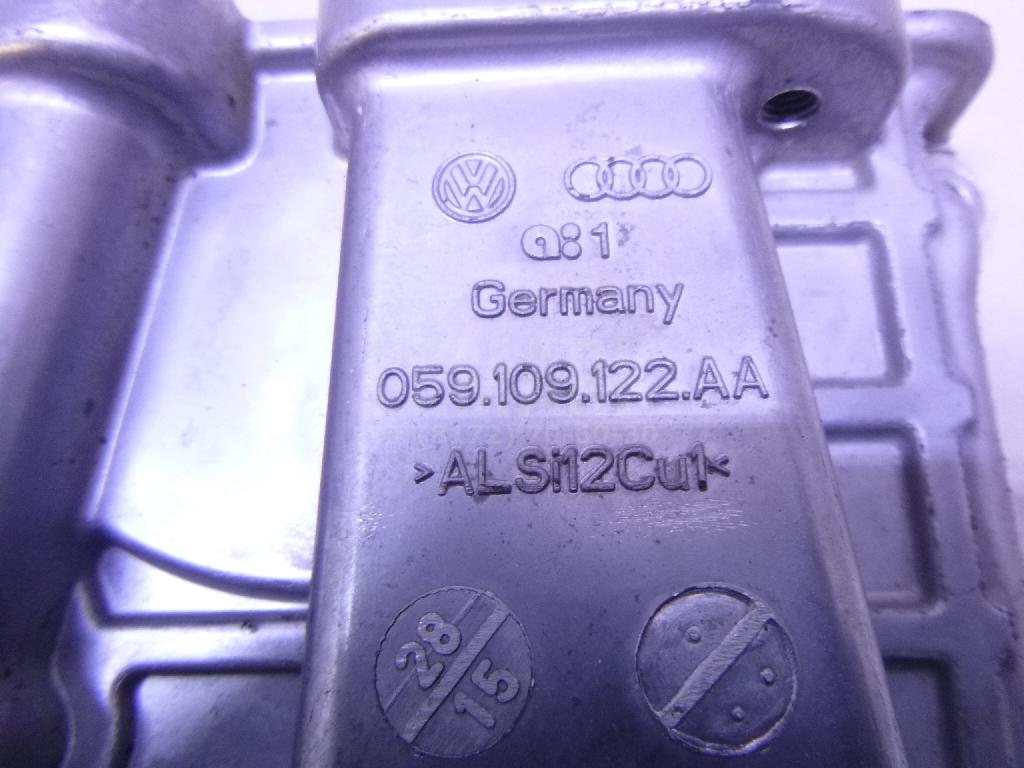 a:1
Germany
059.109.122.AA
>ALSi12Cu1<
28
15